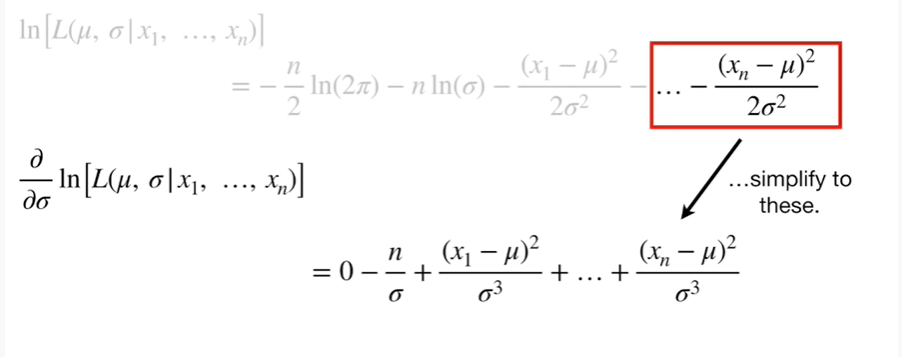 ln[L(μ, σ|x₁, …, xₙ)]
= − n/2 ln(2π) − n ln(σ) − (x₁ − μ)²/2σ² − … − (xₙ − μ)²/2σ²
∂/∂σ ln[L(μ, σ|x₁, …, xₙ)]
…simplify to
these.
= 0 − n/σ + (x₁ − μ)²/σ³ + … + (xₙ − μ)²/σ³